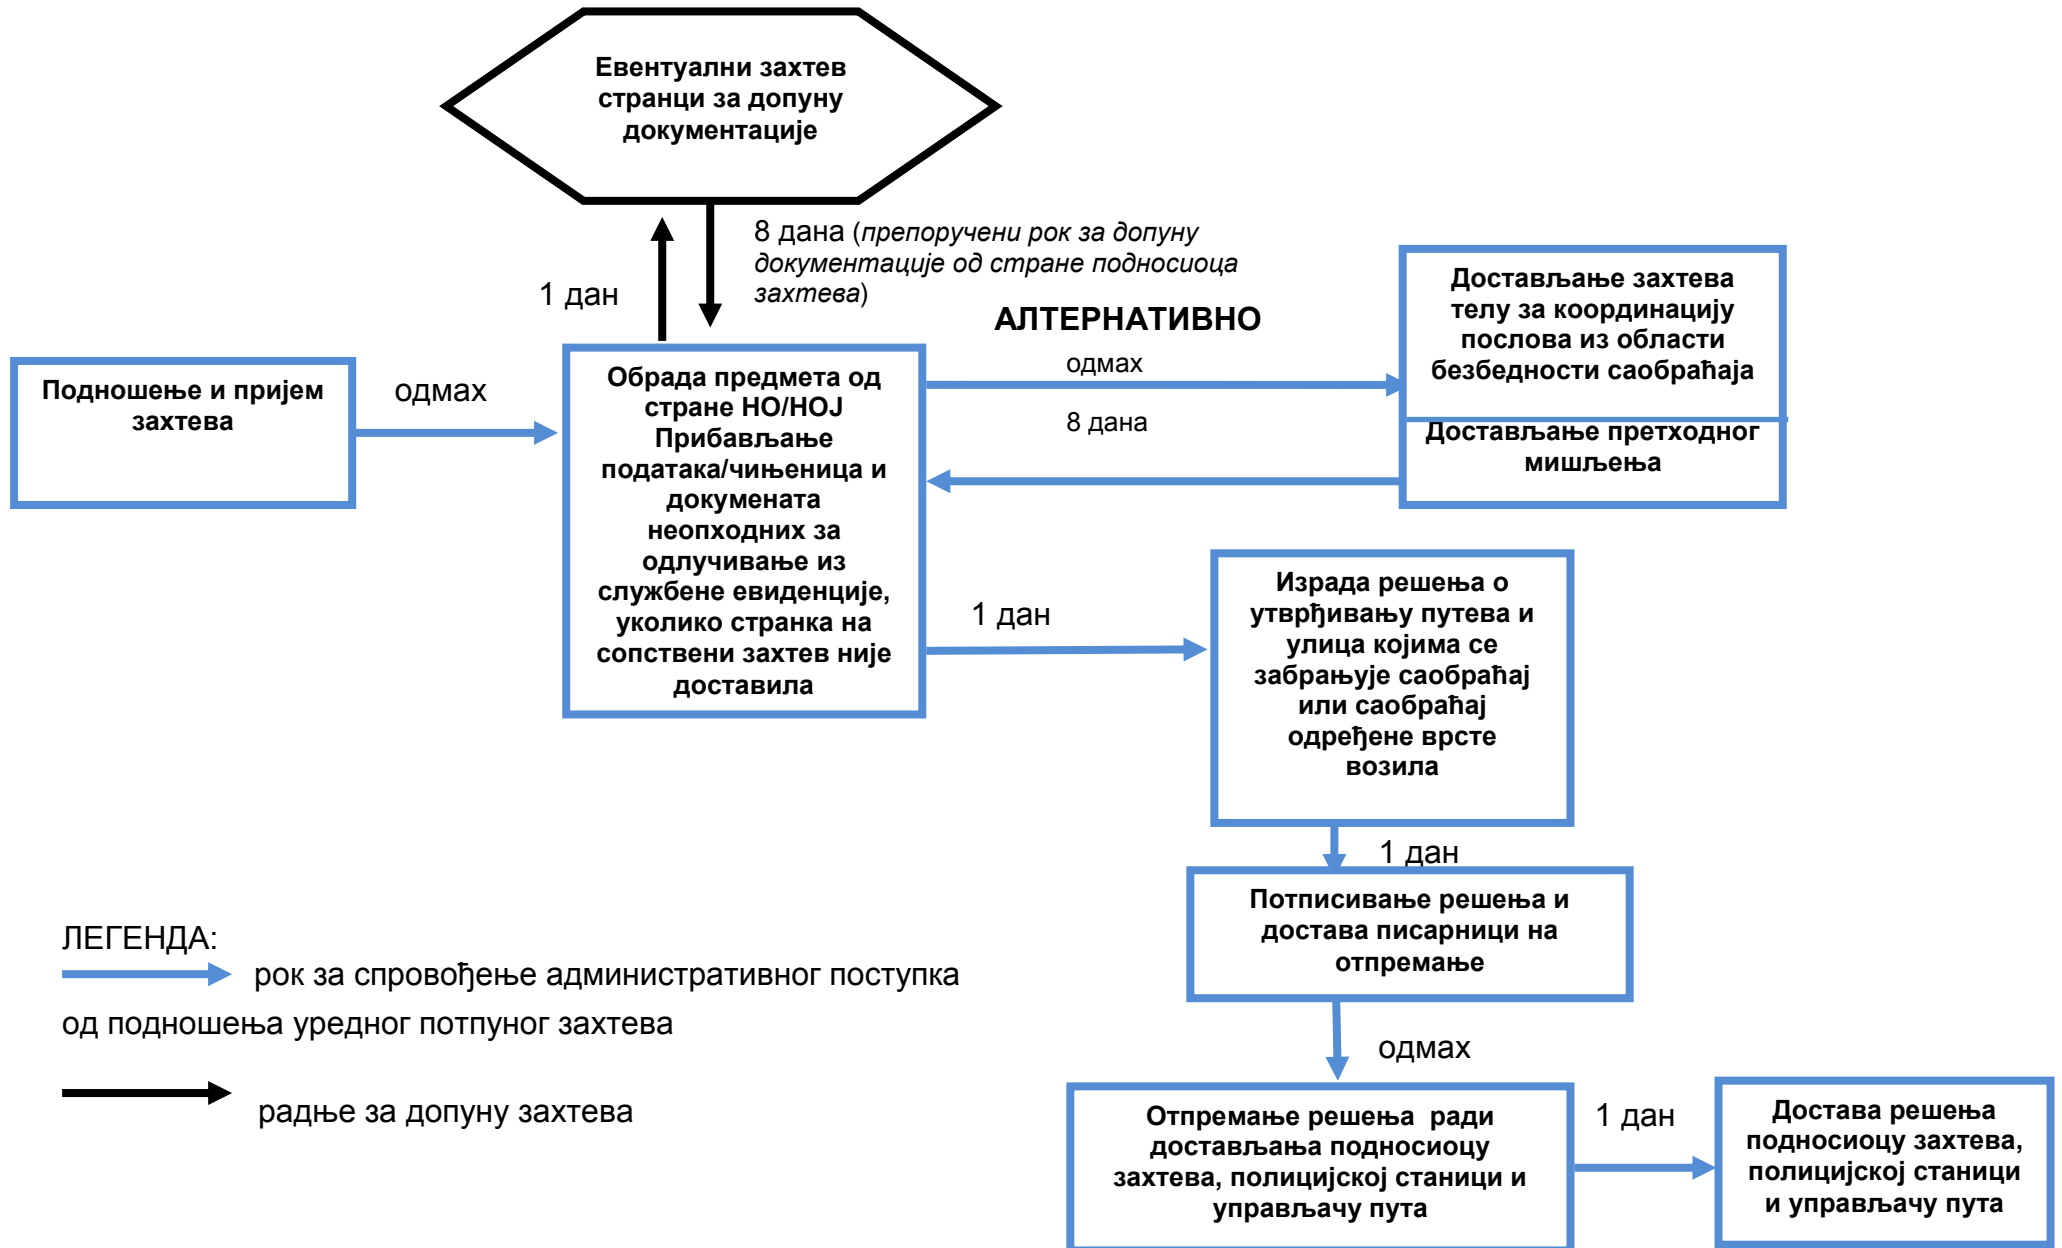 Евентуални захтев
странци за допуну
документације
8 дана (препоручени рок за допуну
документације од стране подносиоца
захтева)
1 дан
АЛТЕРНАТИВНО
Достављање захтева
телу за координацију
послова из области
безбедности саобраћаја
Достављање претходног
мишљења
одмах
8 дана
Подношење и пријем
захтева
одмах
Обрада предмета од
стране НО/НОЈ
Прибављање
података/чињеница и
докумената
неопходних за
одлучивање из
службене евиденције,
уколико странка на
сопствени захтев није
доставила
1 дан
Израда решења о
утврђивању путева и
улица којима се
забрањује саобраћај
или саобраћај
одређене врсте
возила
1 дан
Потписивање решења и
достава писарници на
отпремање
одмах
Отпремање решења  ради
достављања подносиоцу
захтева, полицијској станици и
управљачу пута
1 дан
Достава решења
подносиоцу захтева,
полицијској станици
и управљачу пута
ЛЕГЕНДА:
рок за спровођење административног поступка
од подношења уредног потпуног захтева
радње за допуну захтева